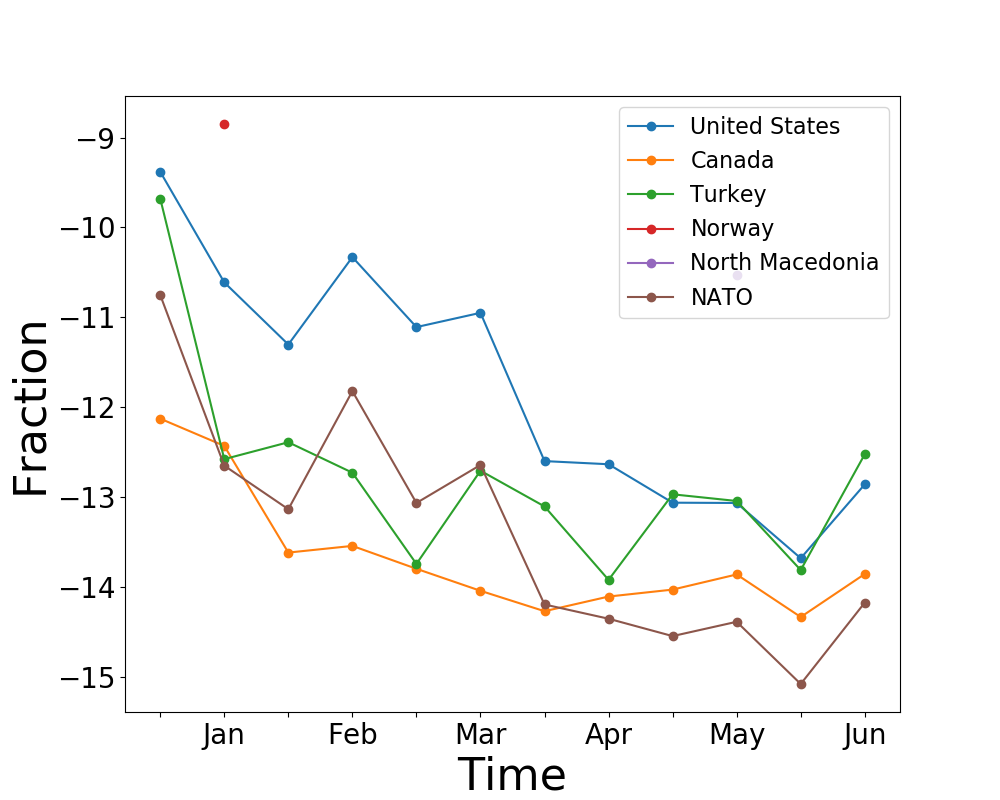 −9
−10
−11
−12
−13
−14
−15
Fraction
United States
Canada
Turkey
Norway
North Macedonia
NATO
Jan Feb Mar Apr May Jun
Time